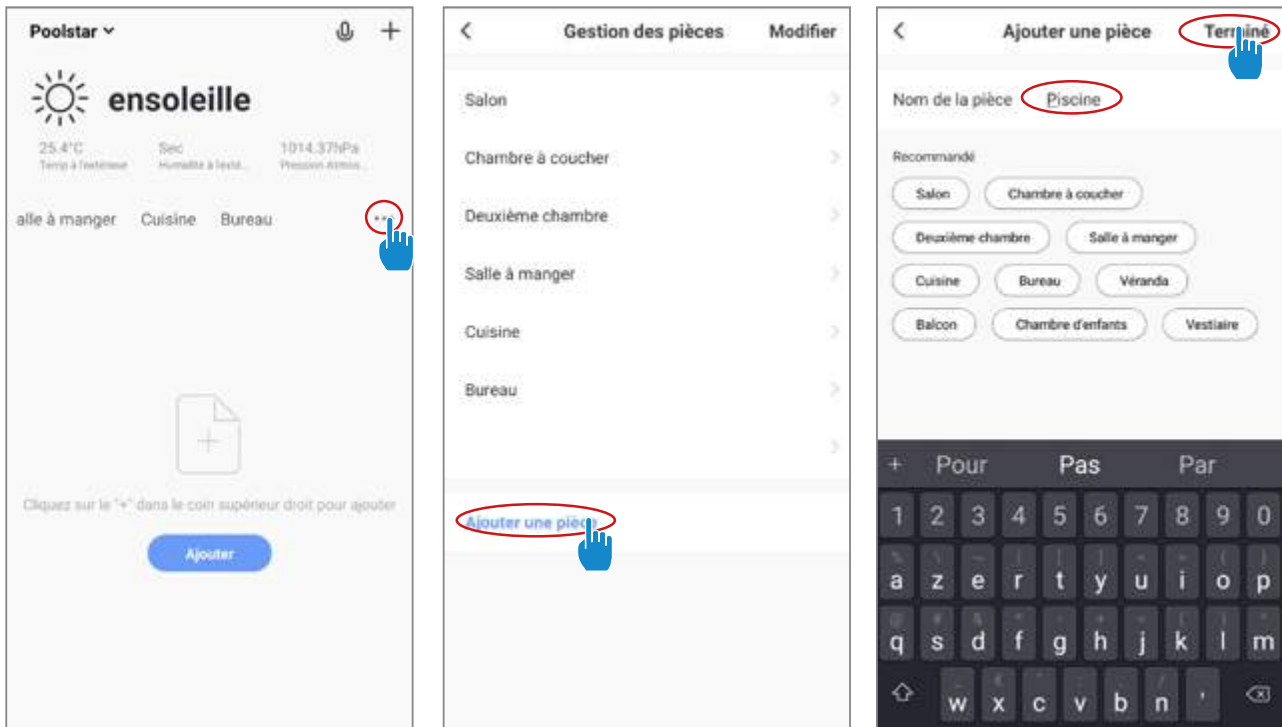 Poolstar
ensoleille
25.4°C Sec 1014.37hPa
Temp à l'extérieur Humidité à l'exté... Pression Atmos...
alle à manger Cuisine Bureau
Cliquez sur le "+" dans le coin supérieur droit pour ajouter
Ajouter
Gestion des pièces Modifier
Salon
Chambre à coucher
Deuxième chambre
Salle à manger
Cuisine
Bureau
Ajouter une pièce
Ajouter une pièce Terminé
Nom de la pièce Piscine
Recommandé
Salon Chambre à coucher
Deuxième chambre Salle à manger
Cuisine Bureau Véranda
Balcon Chambre d'enfants Vestiaire
+ Pour Pas Par
1 2 3 4 5 6 7 8 9 0
a z e r t y u i o p
q s d f g h j k l m
w x c v b n '